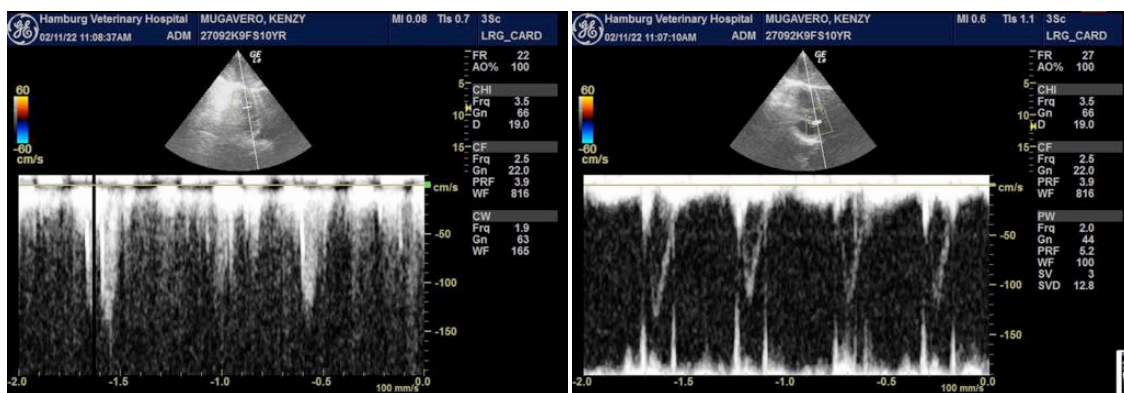 Hamburg Veterinary Hospital MUGAVERO, KENZY MI 0.08 TIs 0.7 3Sc
02/11/22 11:08:37AM ADM 27092K9FS10YR LRG_CARD
GE
FR 22
AO% 100
CHI
Frq 3.5
Gn 66
D 19.0
CF
Frq 2.5
Gn 22.0
PRF 3.9
WF 816
CW
Frq 1.9
Gn 63
WF 165
60
-60
cm/s
5
10
15
cm/s
-50
-100
-150
-2.0 -1.5 -1.0 -0.5 0.0
100 mm/s
Hamburg Veterinary Hospital MUGAVERO, KENZY MI 0.6 TIs 1.1 3Sc
02/11/22 11:07:10AM ADM 27092K9FS10YR LRG_CARD
GE
FR 27
AO% 100
CHI
Frq 3.5
Gn 66
D 19.0
CF
Frq 2.5
Gn 22.0
PRF 3.9
WF 816
PW
Frq 2.0
Gn 44
PRF 5.2
WF 100
SV 3
SVD 12.8
60
-60
cm/s
5
10
15
cm/s
-50
-100
-150
-2.0 -1.5 -1.0 -0.5 0.0
100 mm/s